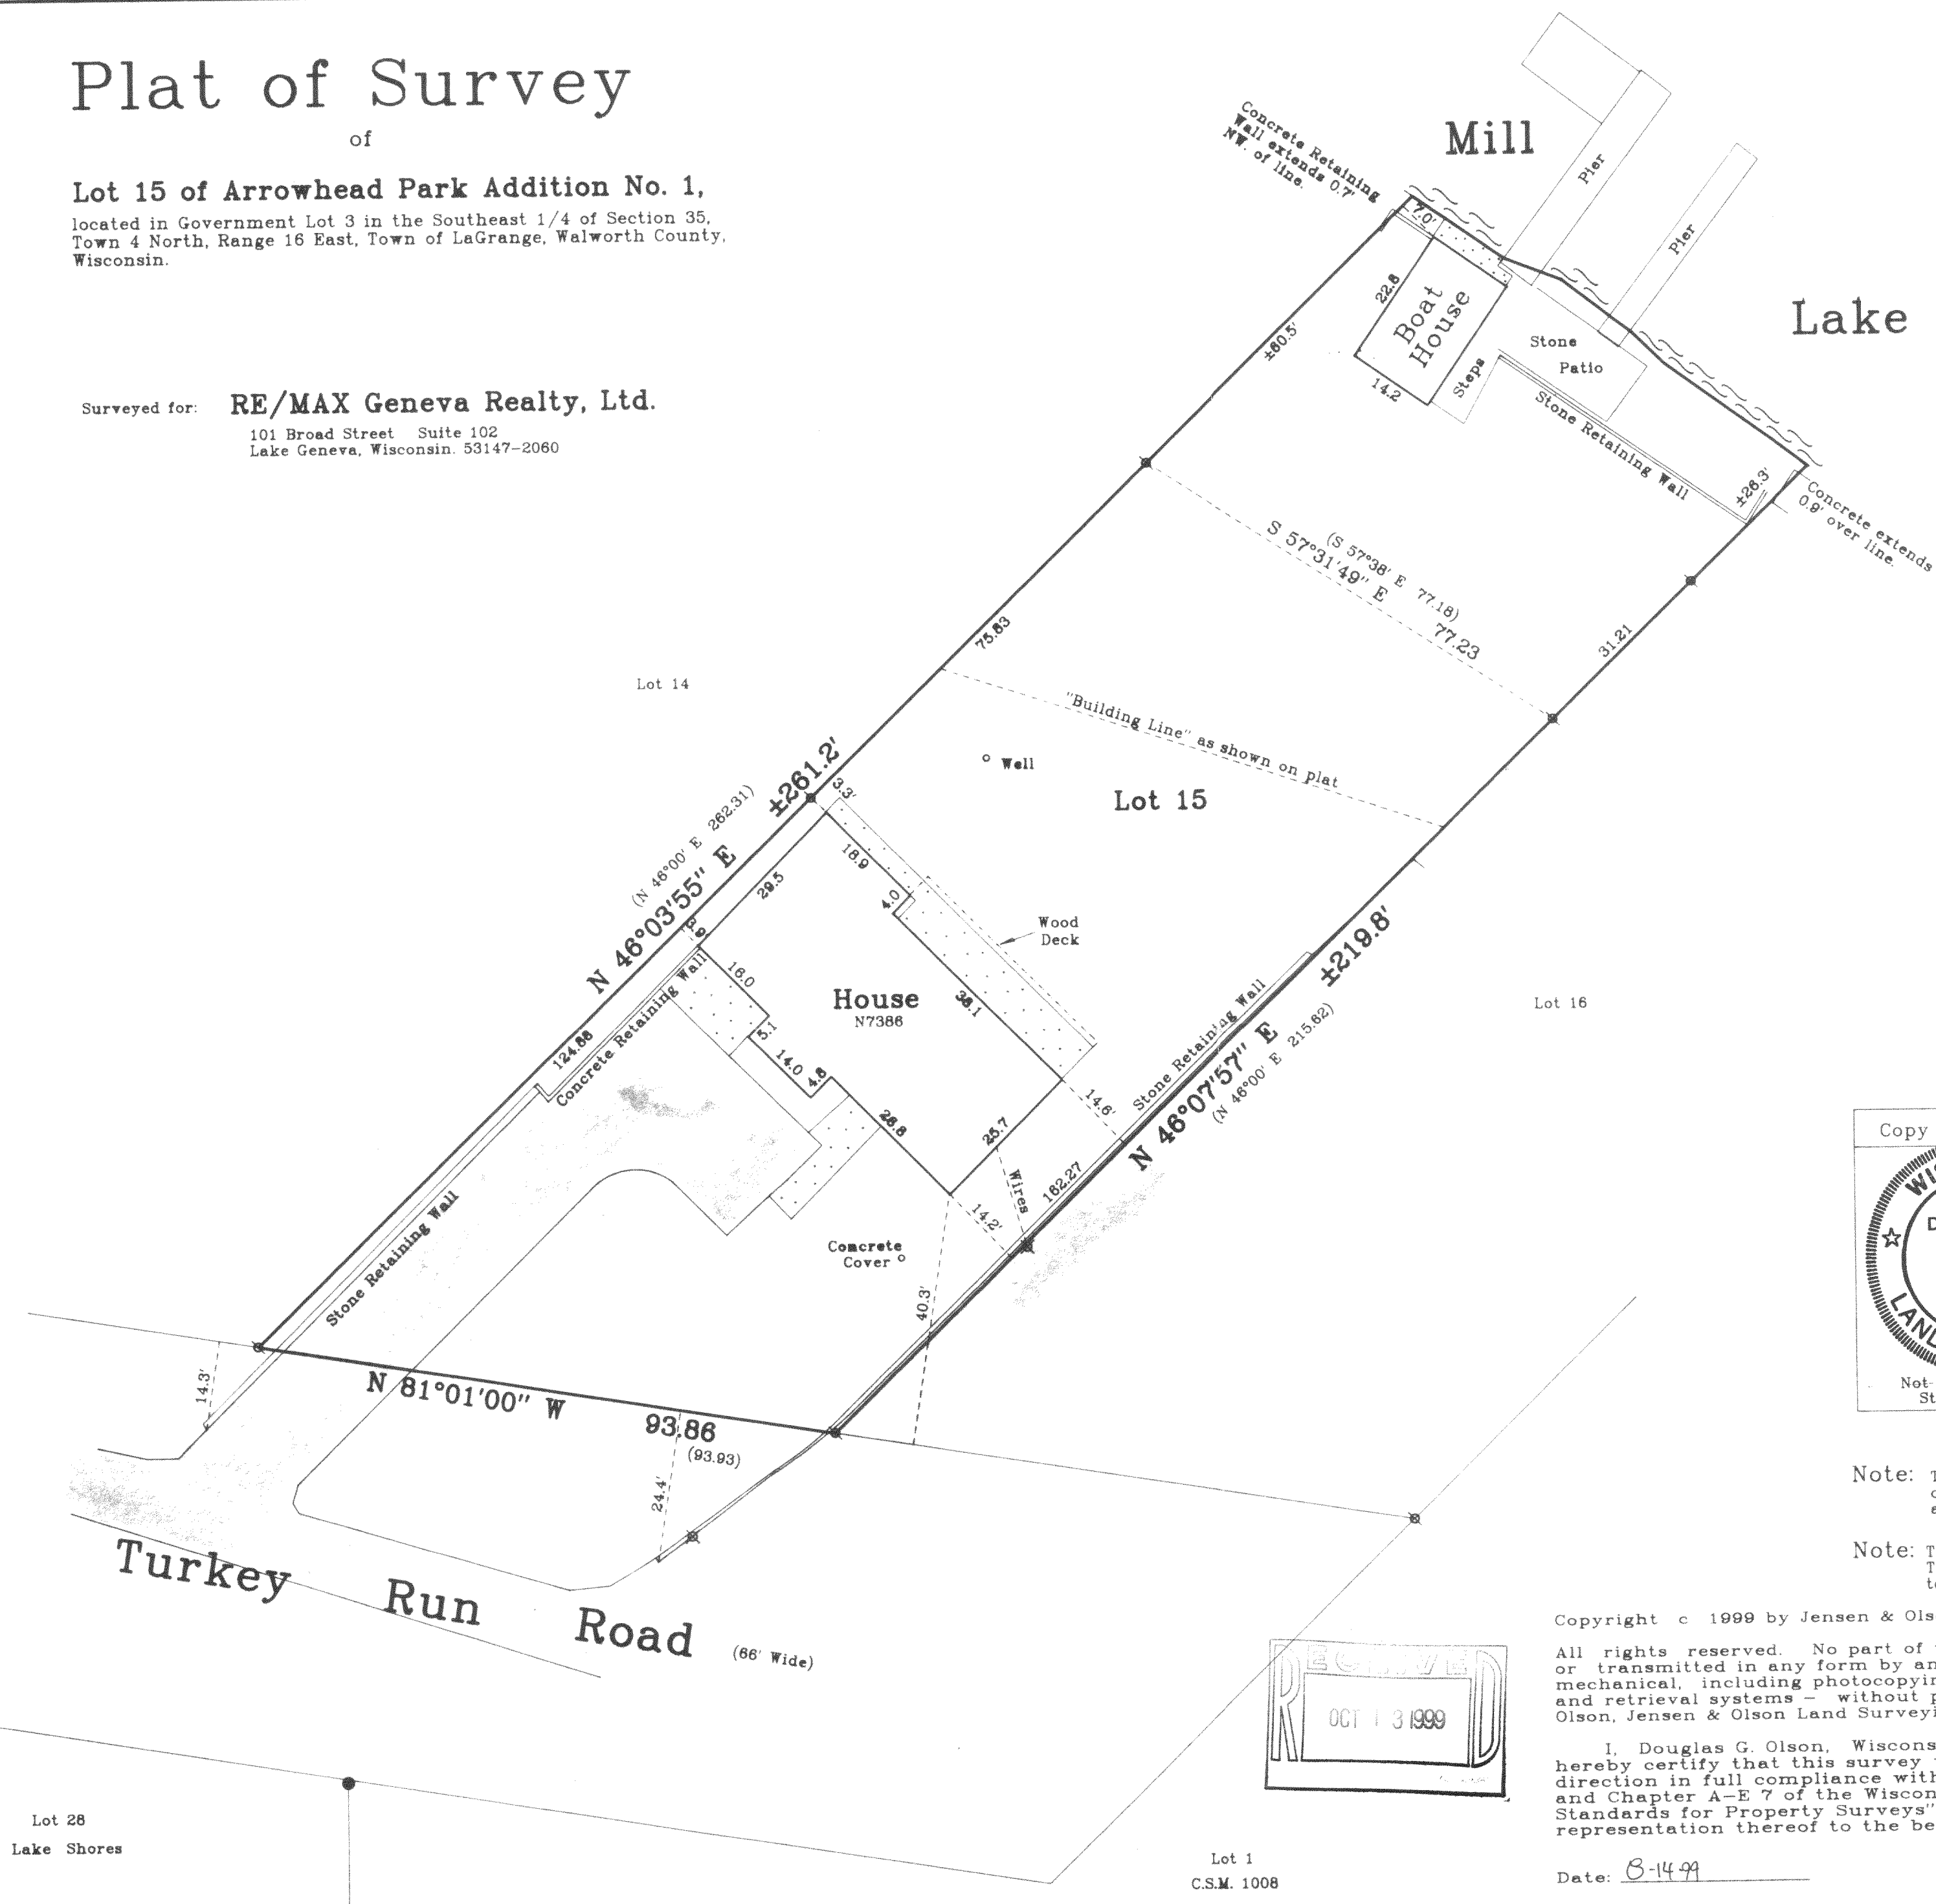 Plat of Survey
of
Lot 15 of Arrowhead Park Addition No. 1,
located in Government Lot 3 in the Southeast 1/4 of Section 35,
Town 4 North, Range 16 East, Town of LaGrange, Walworth County,
Wisconsin.
Surveyed for: RE/MAX Geneva Realty, Ltd.
101 Broad Street Suite 102
Lake Geneva, Wisconsin. 53147-2060
Mill
Lake
Concrete Retaining
Wall extends 0.7'
NW. of line.
Pier
Pier
7.0'
22.8
Boat
House
14.2
Steps
Stone
Patio
Stone Retaining Wall
±26.3'
Concrete extends
0.9' over line.
±60.5'
(S 57°38' E 77.18)
S 57°31'49" E 77.23
31.21
75.83
Lot 14
"Building Line" as shown on plat
Well
Lot 15
±261.2'
(N 46°00' E 262.31)
N 46°03'55" E
3.3'
18.9
4.0
29.5
3.9'
Wood
Deck
16.0
House
N7386
38.1
5.1
14.0
4.8
26.8
25.7
14.6'
±219.8'
Lot 16
Stone Retaining Wall
N 46°07'57" E
(N 46°00' E 215.62)
124.88
Concrete Retaining Wall
162.27
Wires
14.2'
Stone Retaining Wall
Concrete
Cover
40.3'
14.3'
N 81°01'00" W 93.86
(93.93)
24.4'
Turkey Run Road (66' Wide)
Copy
WIS
LAND
Not
St
Note:
Note:
Copyright c 1999 by Jensen & Ols
All rights reserved. No part of
or transmitted in any form by an
mechanical, including photocopyin
and retrieval systems - without p
Olson, Jensen & Olson Land Surveyi
RECEIVED
OCT 13 1999
I, Douglas G. Olson, Wiscons
hereby certify that this survey
direction in full compliance with
and Chapter A-E 7 of the Wiscon
Standards for Property Surveys"
representation thereof to the be
Date: 8-14-99
Lot 28
Lake Shores
Lot 1
C.S.M. 1008